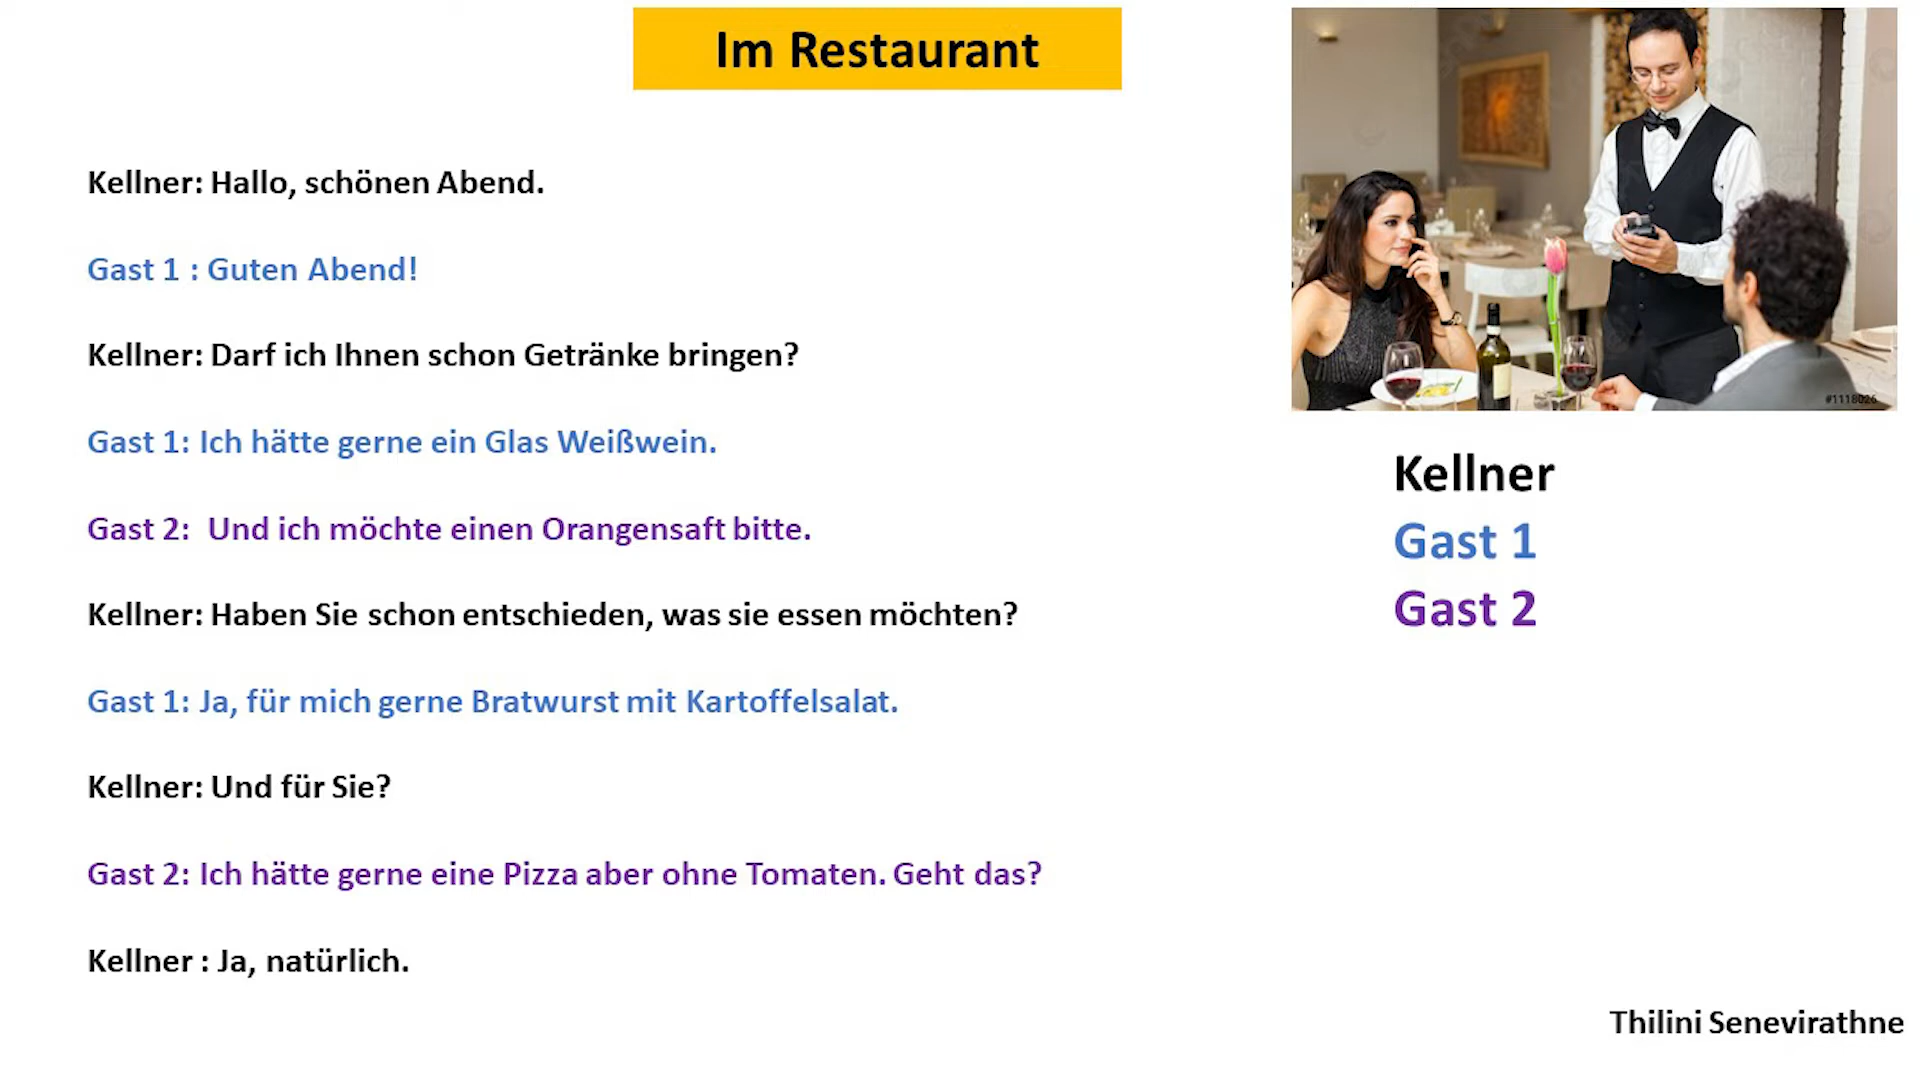 Im Restaurant
Kellner: Hallo, schönen Abend.
Gast 1 : Guten Abend!
Kellner: Darf ich Ihnen schon Getränke bringen?
Gast 1: Ich hätte gerne ein Glas Weißwein.
Gast 2:  Und ich möchte einen Orangensaft bitte.
Kellner: Haben Sie schon entschieden, was sie essen möchten?
Gast 1: Ja, für mich gerne Bratwurst mit Kartoffelsalat.
Kellner: Und für Sie?
Gast 2: Ich hätte gerne eine Pizza aber ohne Tomaten. Geht das?
Kellner : Ja, natürlich.
#1118026
Kellner
Gast 1
Gast 2
Thilini Senevirathne